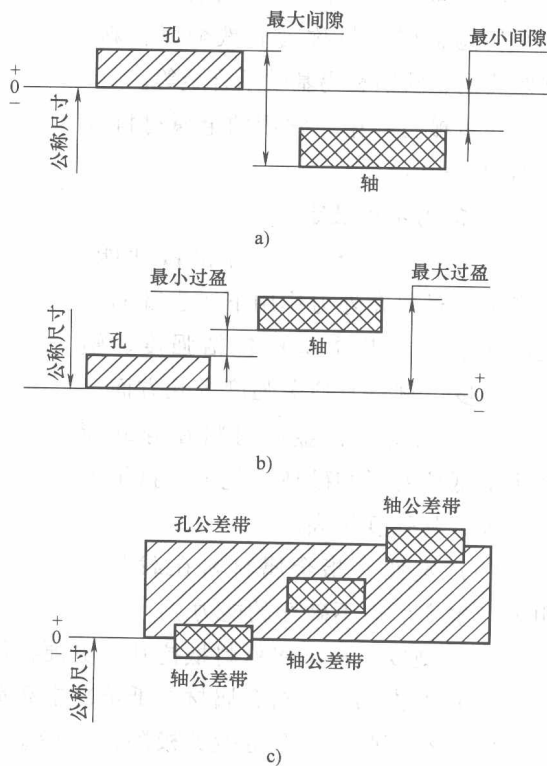 孔
最大间隙
最小间隙
+
0
−
公称尺寸
轴
a)
最小过盈
最大过盈
公称尺寸
孔
轴
+
0
−
b)
轴公差带
孔公差带
+
0
−
公称尺寸
轴公差带
轴公差带
c)